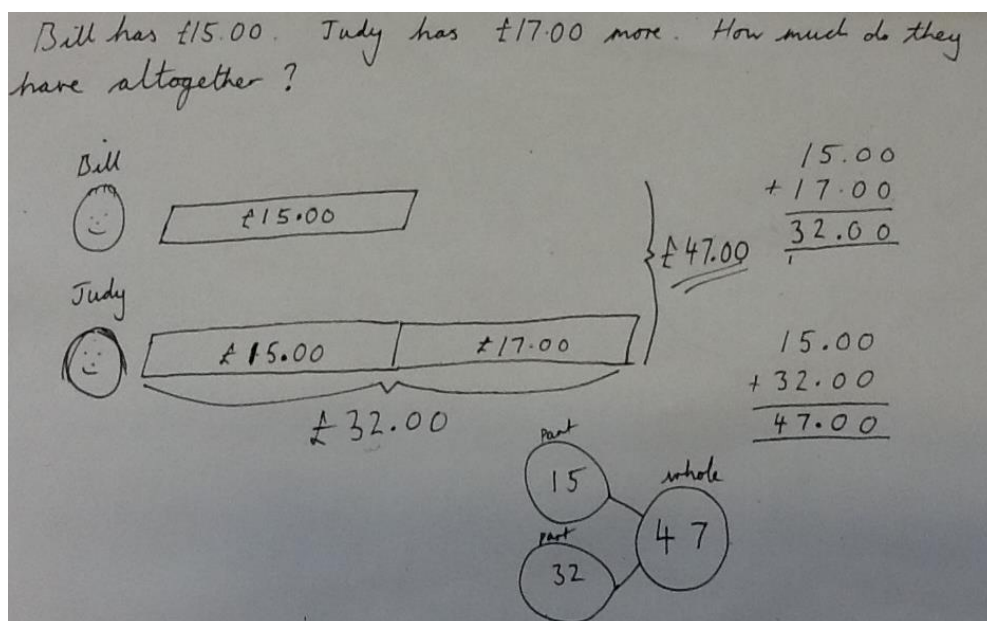 Bill has £15.00. Judy has £17.00 more. How much do they
have altogether?
Bill
£15.00
Judy
£15.00 £17.00
£32.00
£47.00
15.00
+ 17.00
32.00
1
15.00
+ 32.00
47.00
Part
15
part
32
whole
47